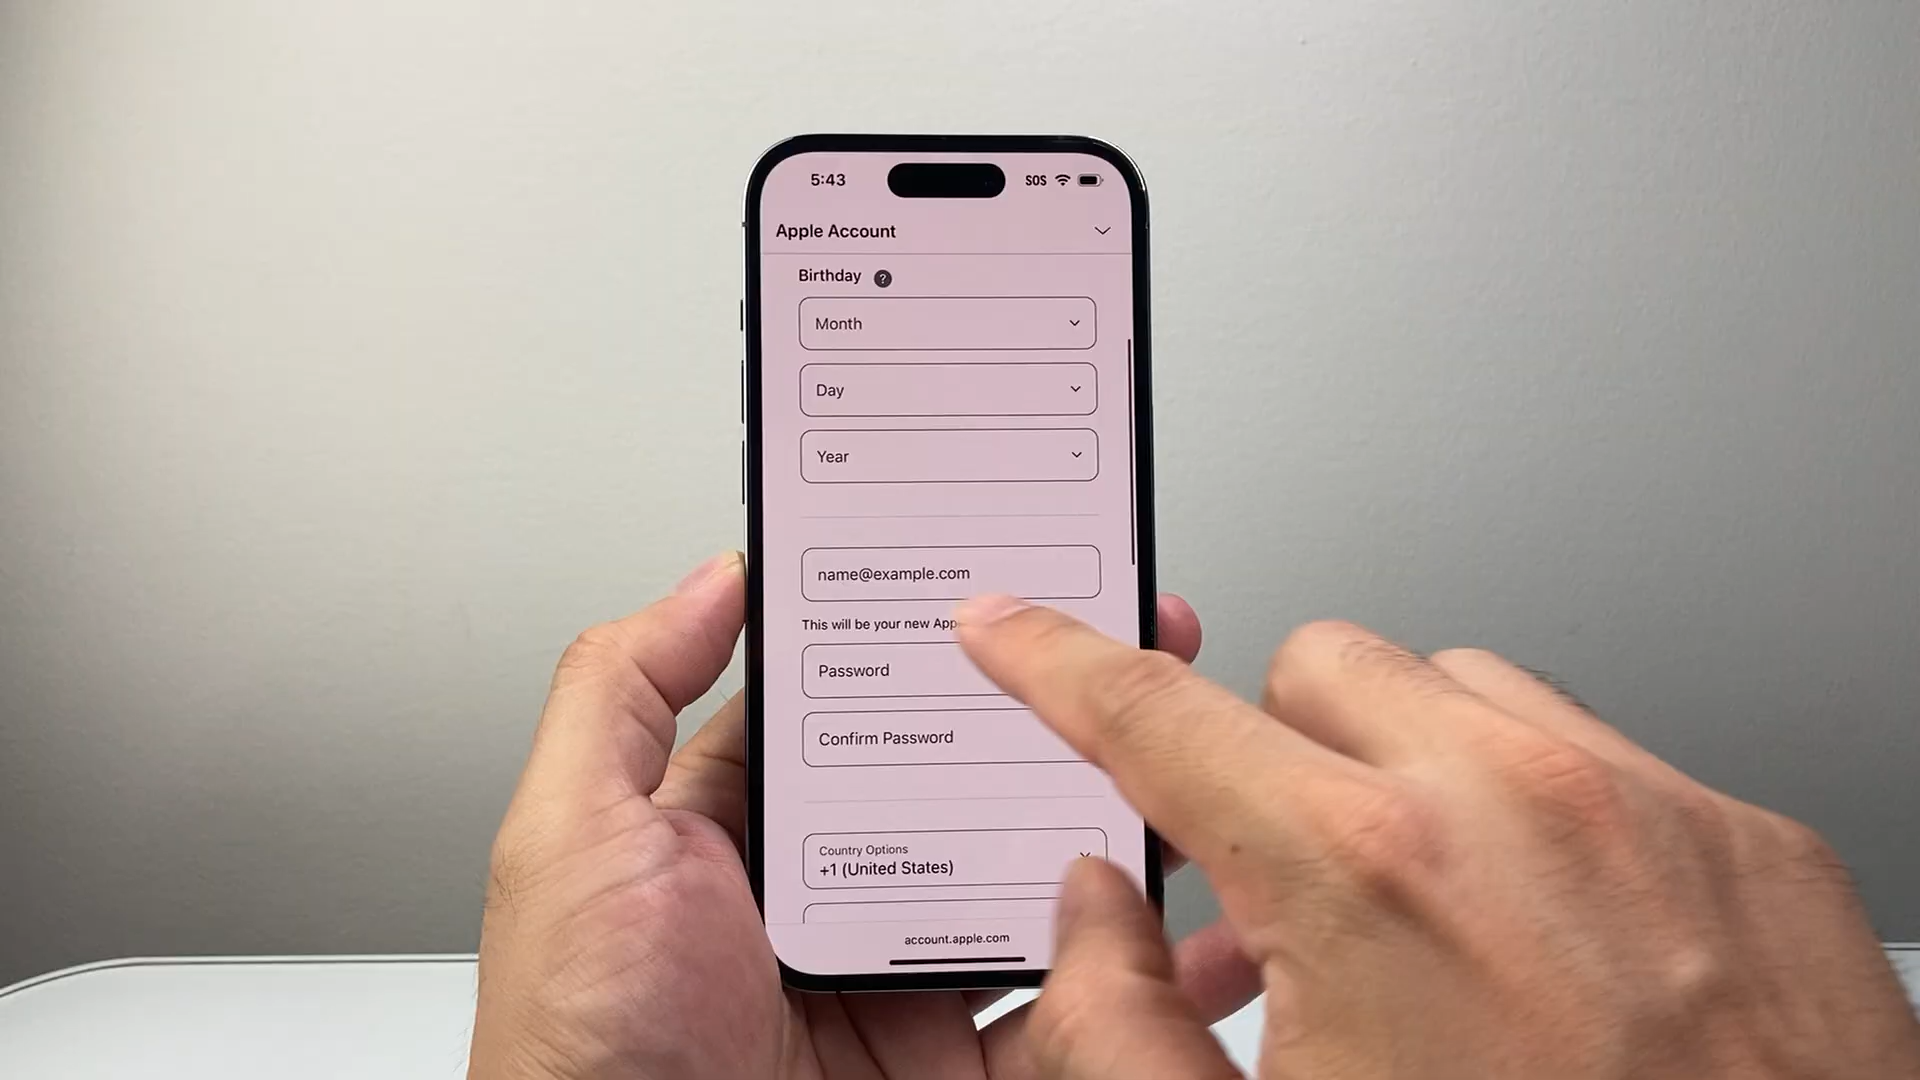 5:43
SOS
Apple Account
Birthday ?
Month
Day
Year
name@example.com
This will be your new
Password
Confirm Password
Country Options
+1 (United States)
account.apple.com